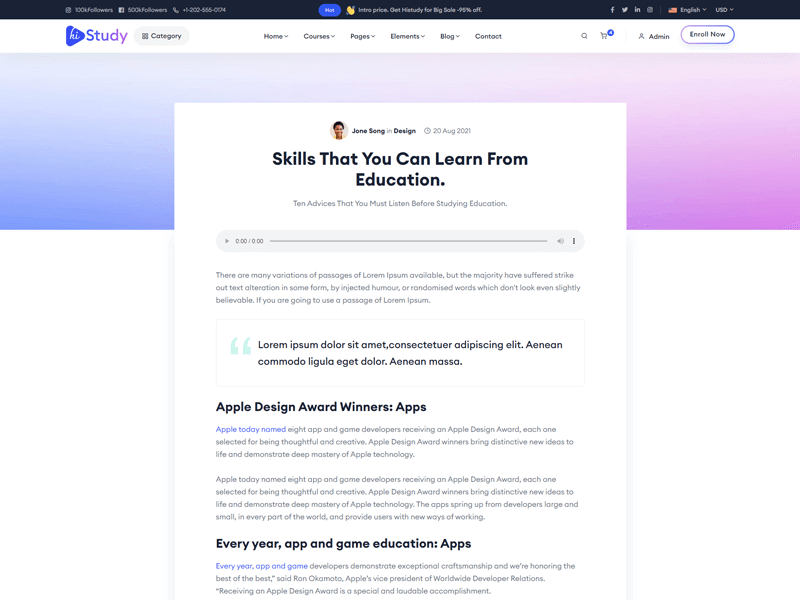 100kFollowers 500kFollowers +1-202-555-0174 Hot Intro price. Get Histudy for Big Sale -95% off. English USD
hiStudy Category Home Courses Pages Elements Blog Contact 4 Admin Enroll Now
Jone Song in Design 20 Aug 2021
Skills That You Can Learn From
Education.
Ten Advices That You Must Listen Before Studying Education.
0:00 / 0:00
There are many variations of passages of Lorem Ipsum available, but the majority have suffered strike
out text alteration in some form, by injected humour, or randomised words which don't look even slightly
believable. If you are going to use a passage of Lorem Ipsum.
“ Lorem ipsum dolor sit amet,consectetuer adipiscing elit. Aenean
commodo ligula eget dolor. Aenean massa.
Apple Design Award Winners: Apps
Apple today named eight app and game developers receiving an Apple Design Award, each one
selected for being thoughtful and creative. Apple Design Award winners bring distinctive new ideas to
life and demonstrate deep mastery of Apple technology.
Apple today named eight app and game developers receiving an Apple Design Award, each one
selected for being thoughtful and creative. Apple Design Award winners bring distinctive new ideas to
life and demonstrate deep mastery of Apple technology. The apps spring up from developers large and
small, in every part of the world, and provide users with new ways of working.
Every year, app and game education: Apps
Every year, app and game developers demonstrate exceptional craftsmanship and we’re honoring the
best of the best,” said Ron Okamoto, Apple’s vice president of Worldwide Developer Relations.
“Receiving an Apple Design Award is a special and laudable accomplishment.